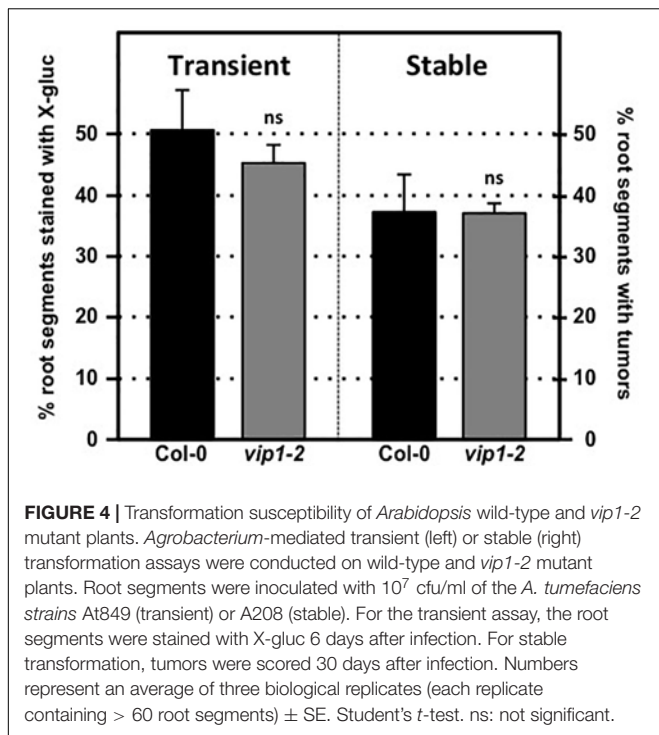 Transient
Stable
% root segments stained with X-gluc
% root segments with tumors
50
40
30
20
10
0
50
40
30
20
10
0
ns
ns
Col-0
vip1-2
Col-0
vip1-2
FIGURE 4 | Transformation susceptibility of Arabidopsis wild-type and vip1-2
mutant plants. Agrobacterium-mediated transient (left) or stable (right)
transformation assays were conducted on wild-type and vip1-2 mutant
plants. Root segments were inoculated with 10⁷ cfu/ml of the A. tumefaciens
strains At849 (transient) or A208 (stable). For the transient assay, the root
segments were stained with X-gluc 6 days after infection. For stable
transformation, tumors were scored 30 days after infection. Numbers
represent an average of three biological replicates (each replicate
containing > 60 root segments) ± SE. Student's t-test. ns: not significant.